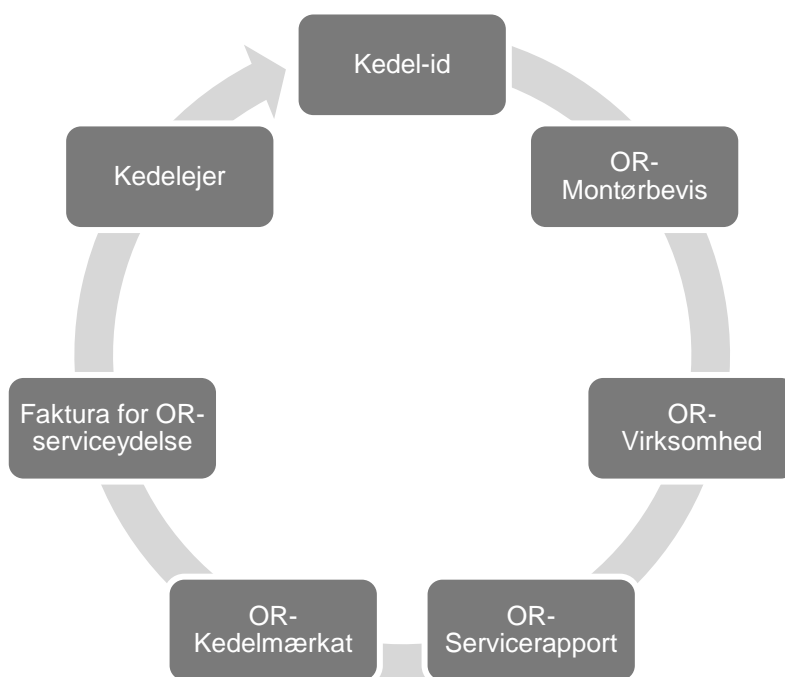 Kedel-id
OR-
Montørbevis
OR-
Virksomhed
OR-
Servicerapport
OR-
Kedelmærkat
Faktura for OR-
serviceydelse
Kedelejer